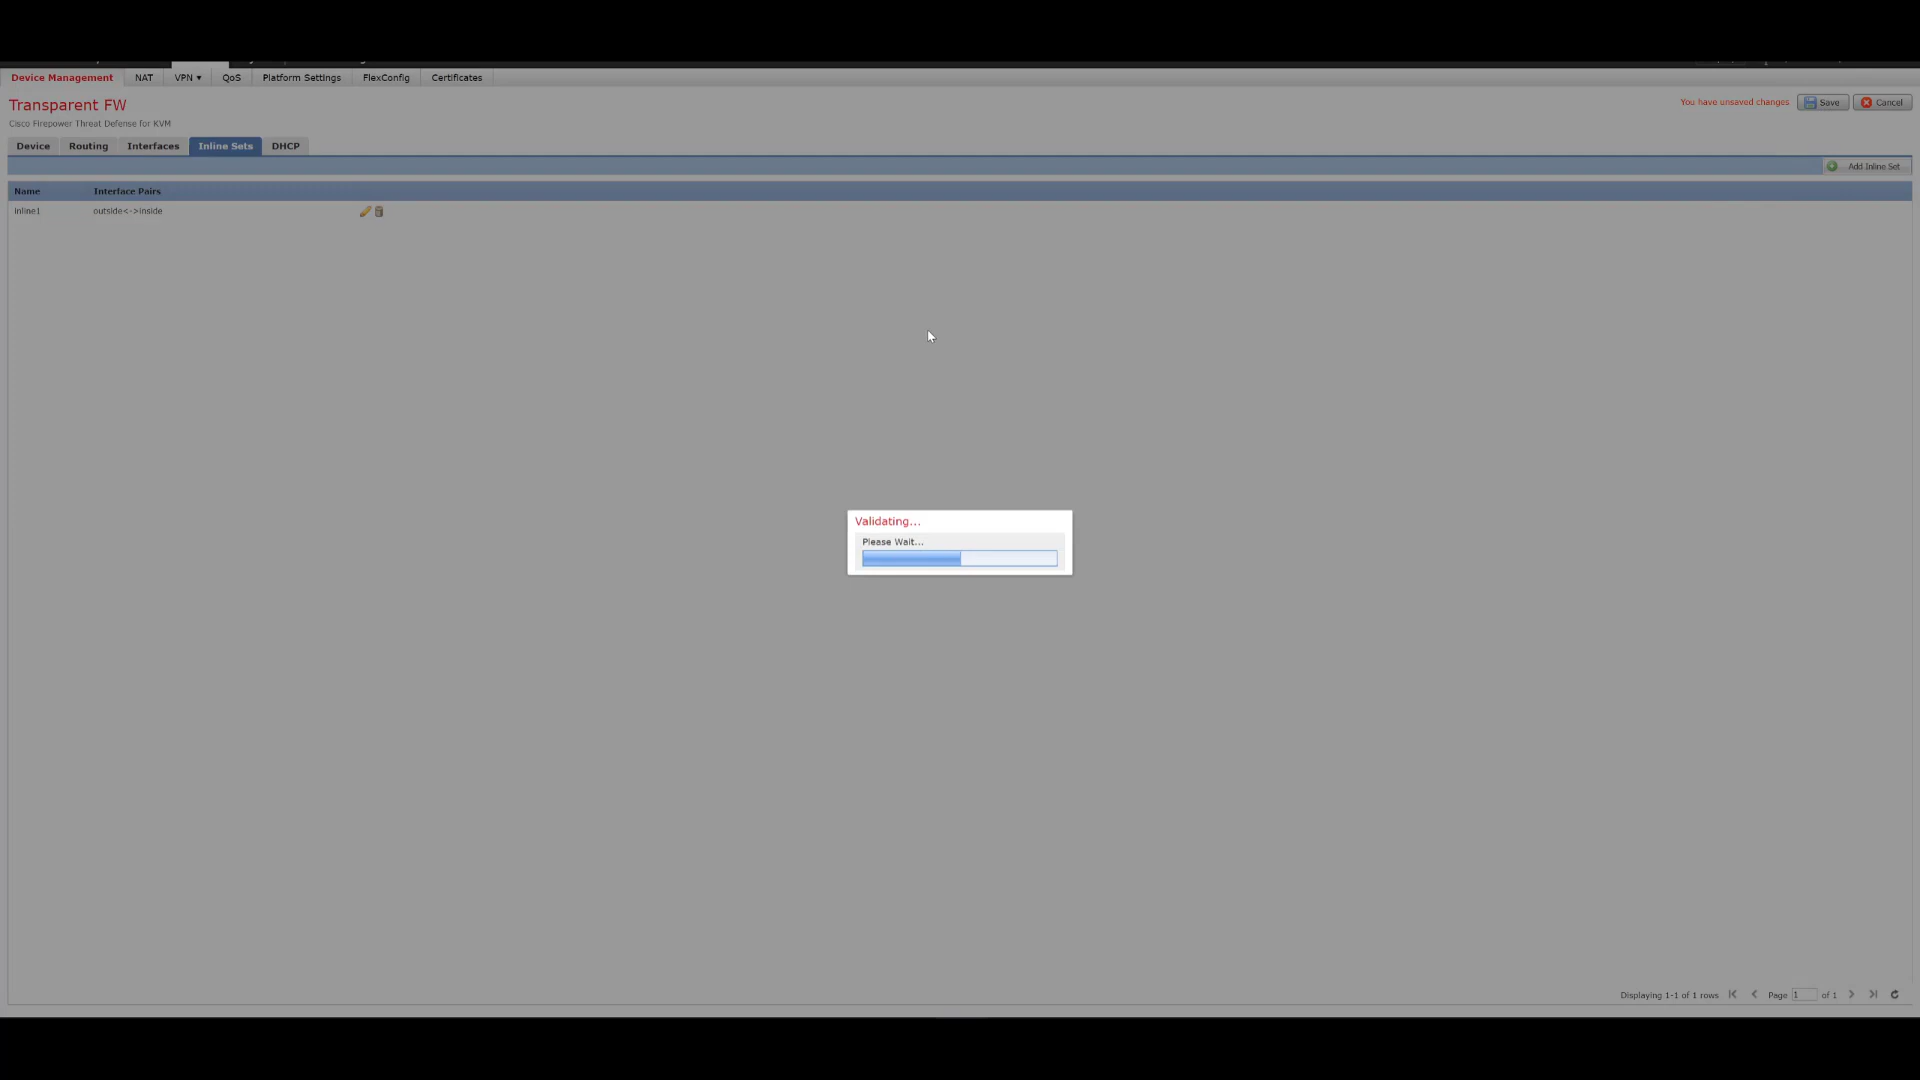 Device Management NAT VPN ▾ QoS Platform Settings FlexConfig Certificates
Transparent FW
You have unsaved changes Save Cancel
Cisco Firepower Threat Defense for KVM
Device Routing Interfaces Inline Sets DHCP
Add Inline Set
Name Interface Pairs
inline1 outside<->inside
Validating...
Please Wait...
Displaying 1-1 of 1 rows Page 1 of 1